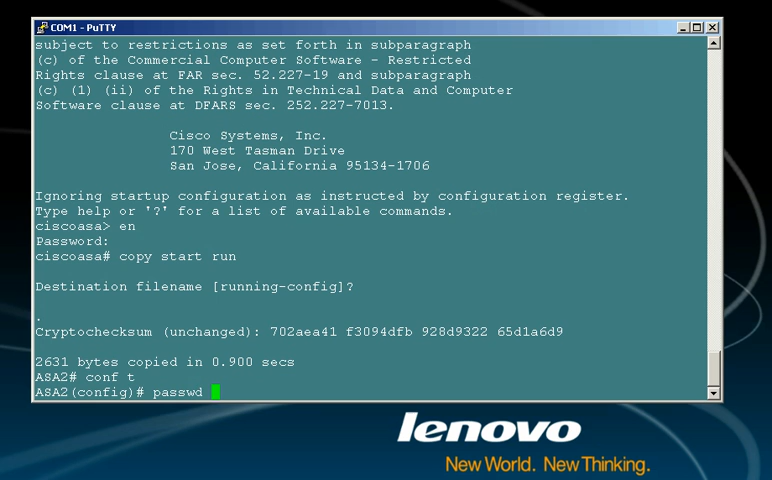 COM1 - PuTTY
subject to restrictions as set forth in subparagraph
(c) of the Commercial Computer Software - Restricted
Rights clause at FAR sec. 52.227-19 and subparagraph
(c) (1) (ii) of the Rights in Technical Data and Computer
Software clause at DFARS sec. 252.227-7013.
Cisco Systems, Inc.
170 West Tasman Drive
San Jose, California 95134-1706
Ignoring startup configuration as instructed by configuration register.
Type help or '?' for a list of available commands.
ciscoasa> en
Password:
ciscoasa# copy start run
Destination filename [running-config]?
.
Cryptochecksum (unchanged): 702aea41 f3094dfb 928d9322 65d1a6d9
2631 bytes copied in 0.900 secs
ASA2# conf t
ASA2(config)# passwd
lenovo
New World. New Thinking.